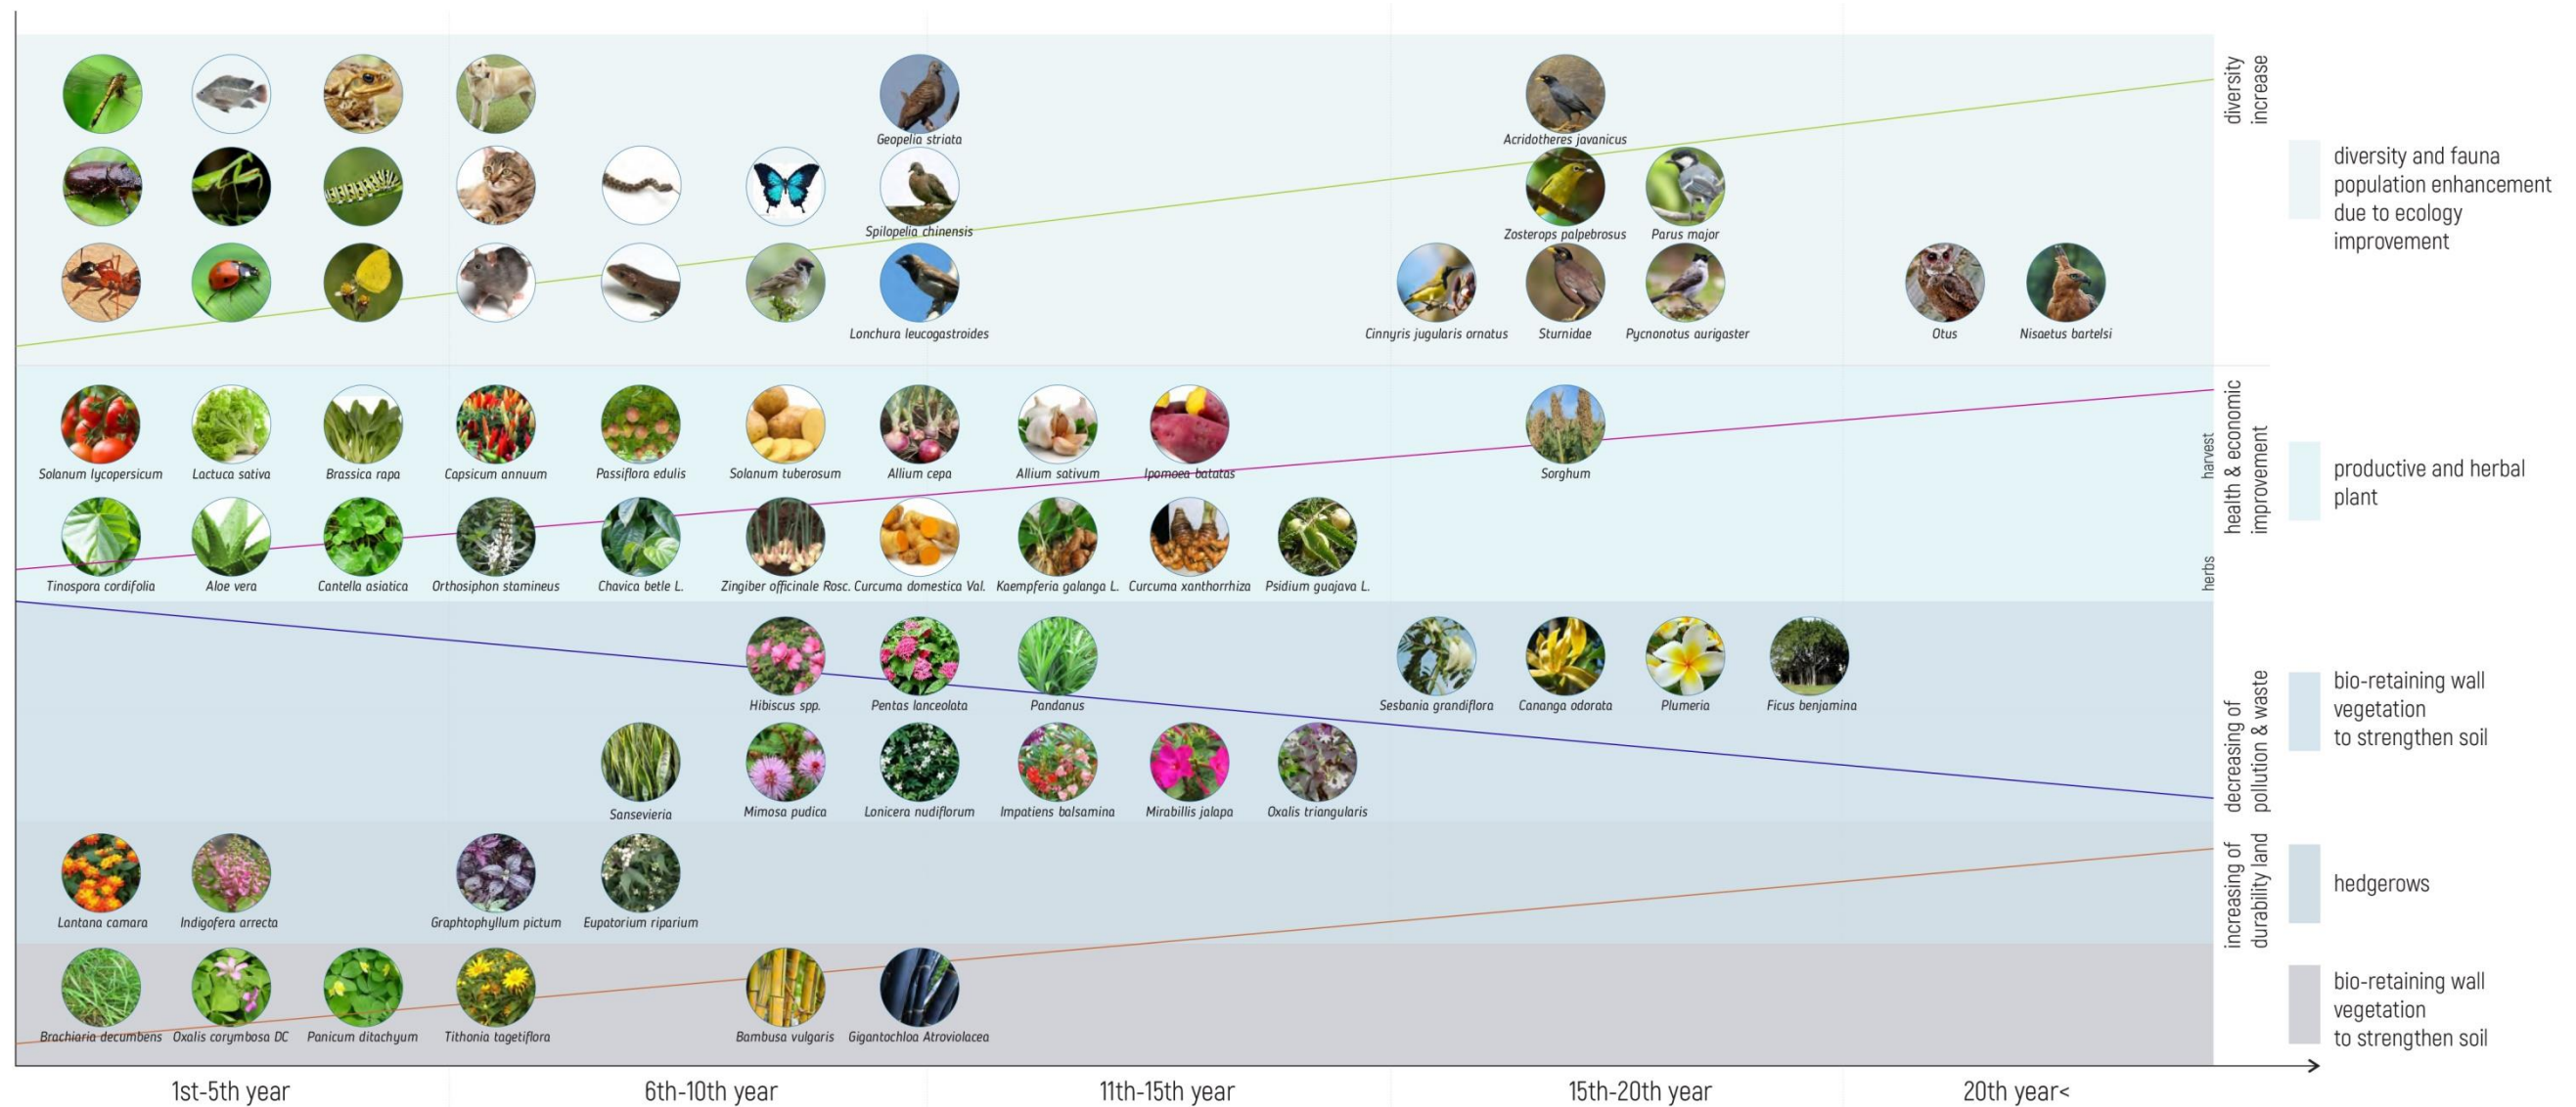 Geopelia striata
Acridotheres javanicus
Spilopelia chinensis
Zosterops palpebrosus
Parus major
Lonchura leucogastroides
Cinnyris jugularis ornatus
Sturnidae
Pycnonotus aurigaster
Otus
Nisaetus bartelsi
diversity
increase
diversity and fauna
population enhancement
due to ecology
improvement
Solanum lycopersicum
Lactuca sativa
Brassica rapa
Capsicum annuum
Passiflora edulis
Solanum tuberosum
Allium cepa
Allium sativum
Ipomoea batatas
Sorghum
Tinospora cordifolia
Aloe vera
Cantella asiatica
Orthosiphon stamineus
Chavica betle L.
Zingiber officinale Rosc.
Curcuma domestica Val.
Kaempferia galanga L.
Curcuma xanthorrhiza
Psidium guajava L.
harvest
herbs
health & economic
improvement
productive and herbal
plant
Hibiscus spp.
Pentas lanceolata
Pandanus
Sesbania grandiflora
Cananga odorata
Plumeria
Ficus benjamina
Sansevieria
Mimosa pudica
Lonicera nudiflorum
Impatiens balsamina
Mirabillis jalapa
Oxalis triangularis
decreasing of
pollution & waste
bio-retaining wall
vegetation
to strengthen soil
Lantana camara
Indigofera arrecta
Graphtophyllum pictum
Eupatorium riparium
increasing of
durability land
hedgerows
Brachiaria decumbens
Oxalis corymbosa DC
Panicum ditachyum
Tithonia tagetiflora
Bambusa vulgaris
Gigantochloa Atroviolacea
bio-retaining wall
vegetation
to strengthen soil
1st-5th year
6th-10th year
11th-15th year
15th-20th year
20th year<